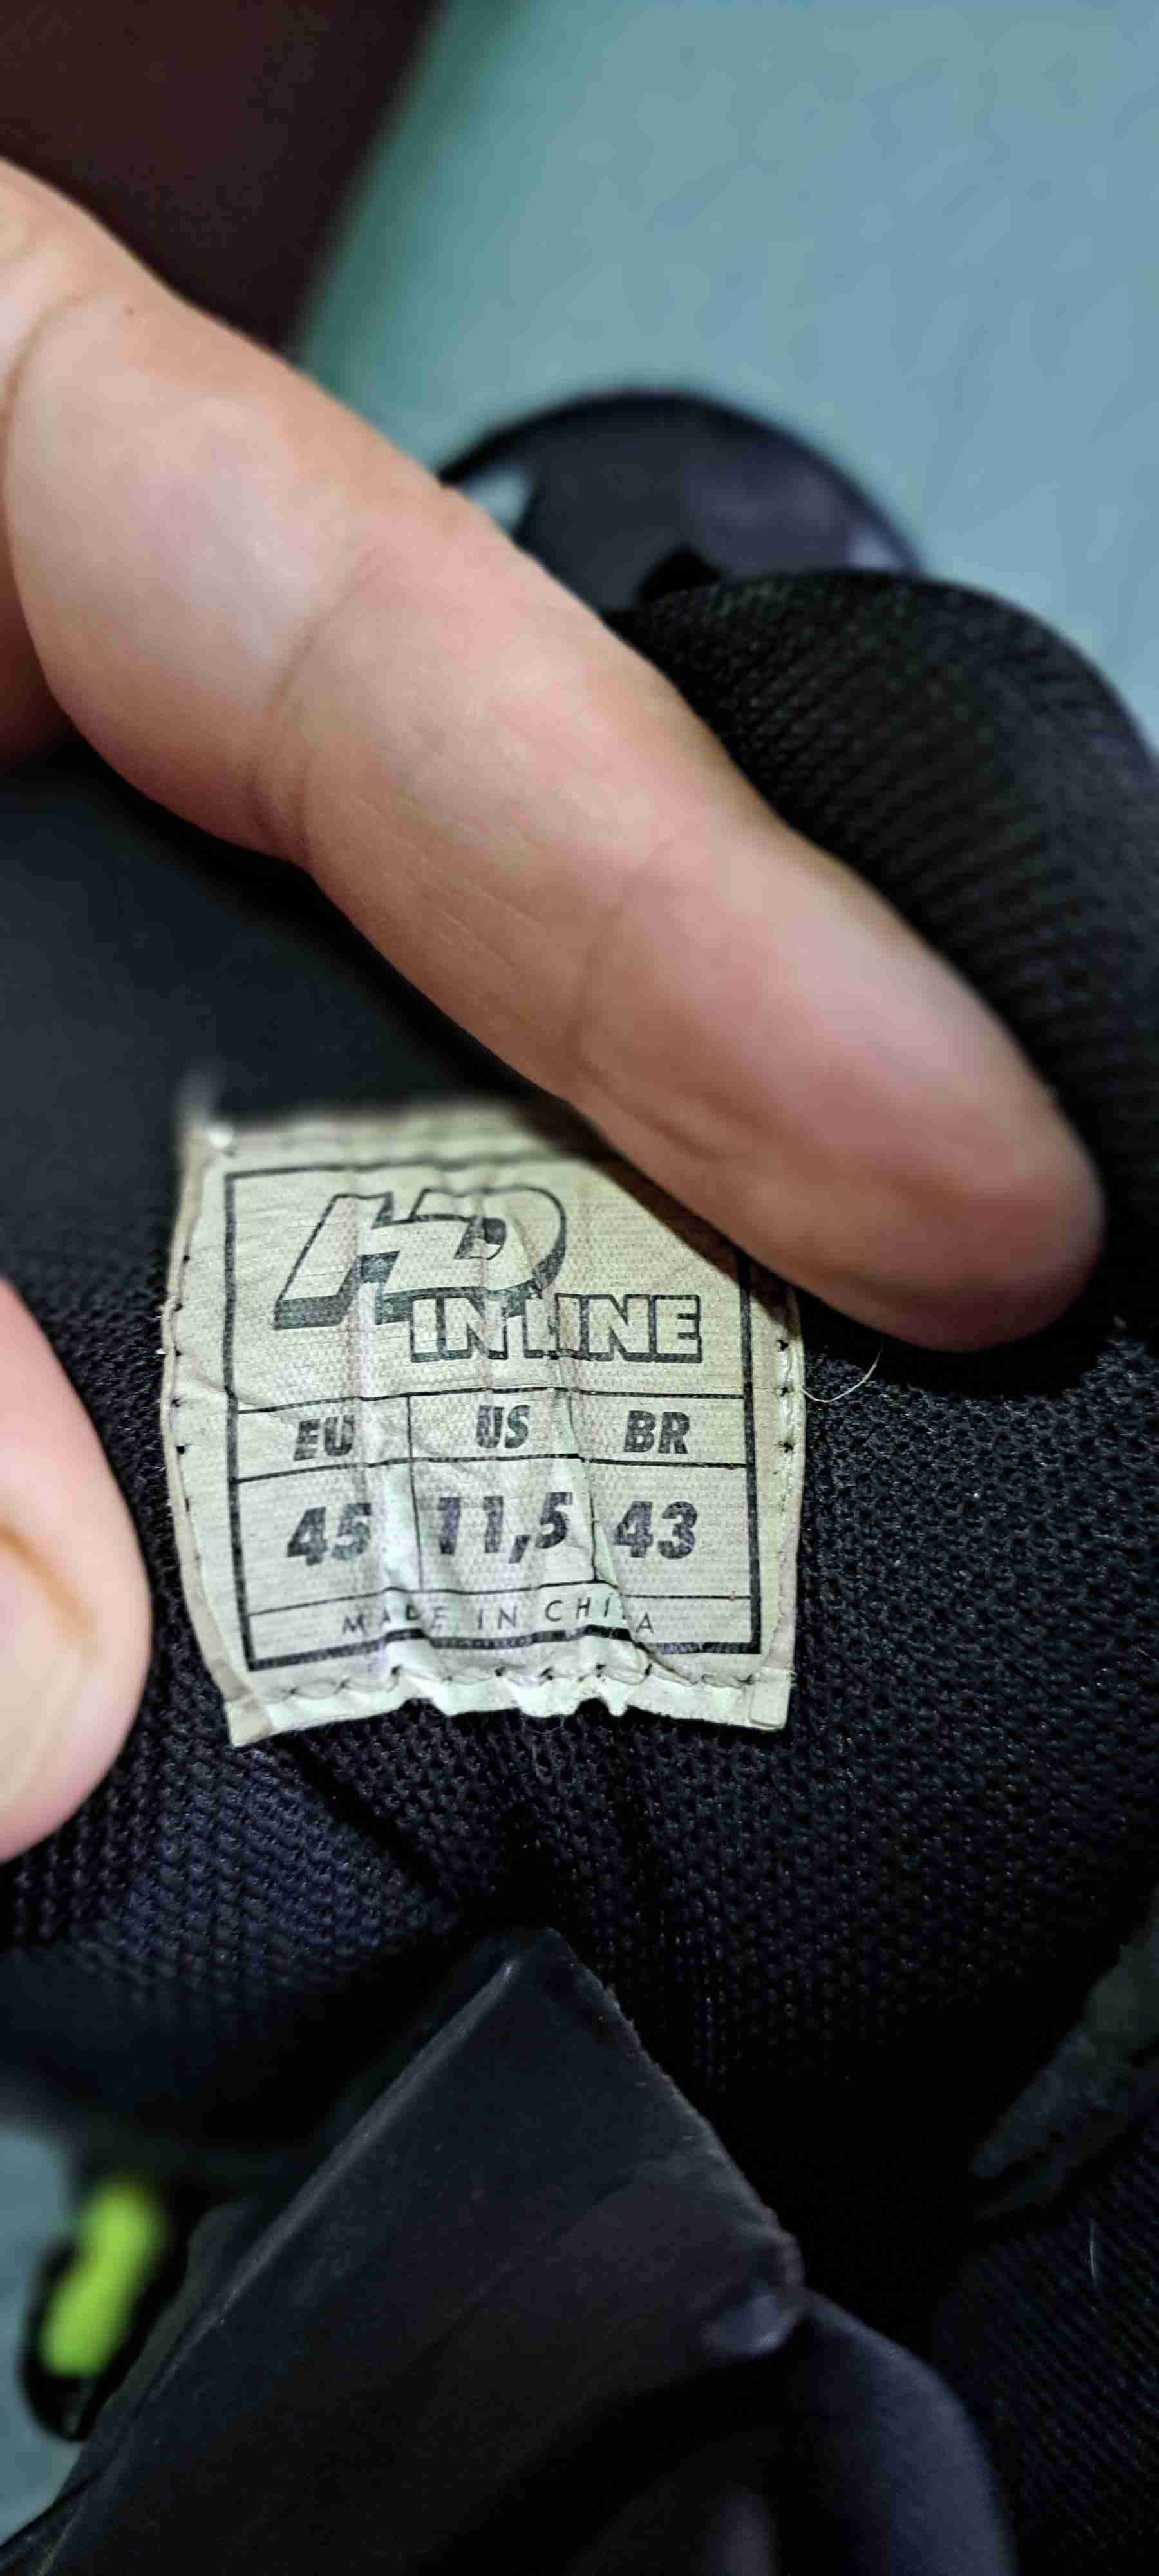 HD
IN LINE
EU US BR
45 11,5 43
MADE IN CHINA